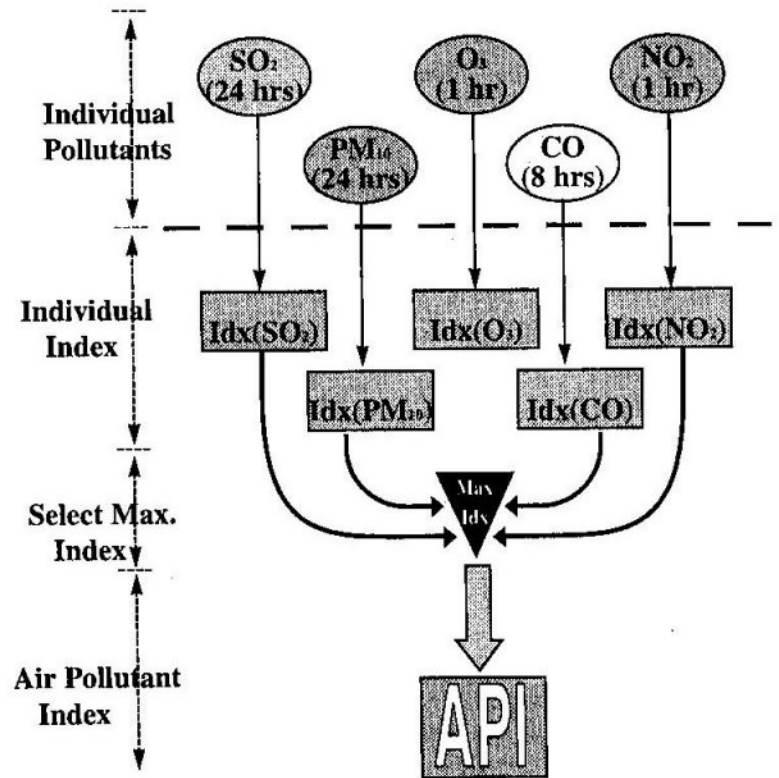 SO₂
(24 hrs)
O₃
(1 hr)
NO₂
(1 hr)
Individual
Pollutants
PM₁₀
(24 hrs)
CO
(8 hrs)
Individual
Index
Idx(SO₂)
Idx(O₃)
Idx(NO₂)
Idx(PM₁₀)
Idx(CO)
Select Max.
Index
Max
Idx
Air Pollutant
Index
API